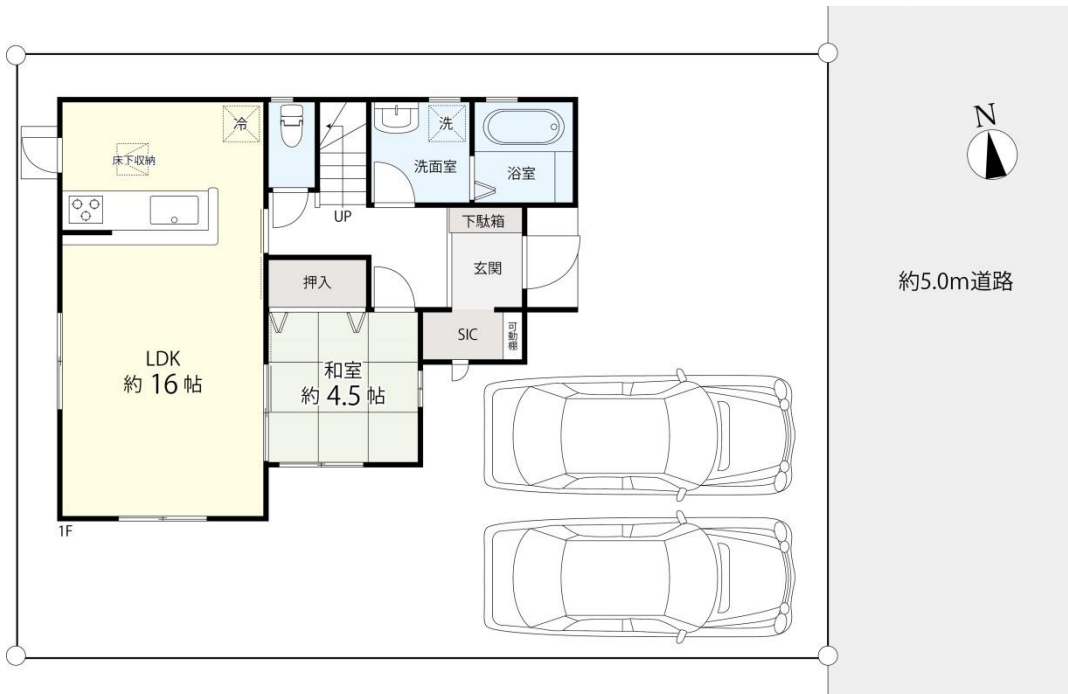 N
冷
洗
床下収納
洗面室
浴室
UP
下駄箱
玄関
押入
約5.0m道路
SIC
可動棚
LDK
約 16 帖
和室
約 4.5 帖
1F